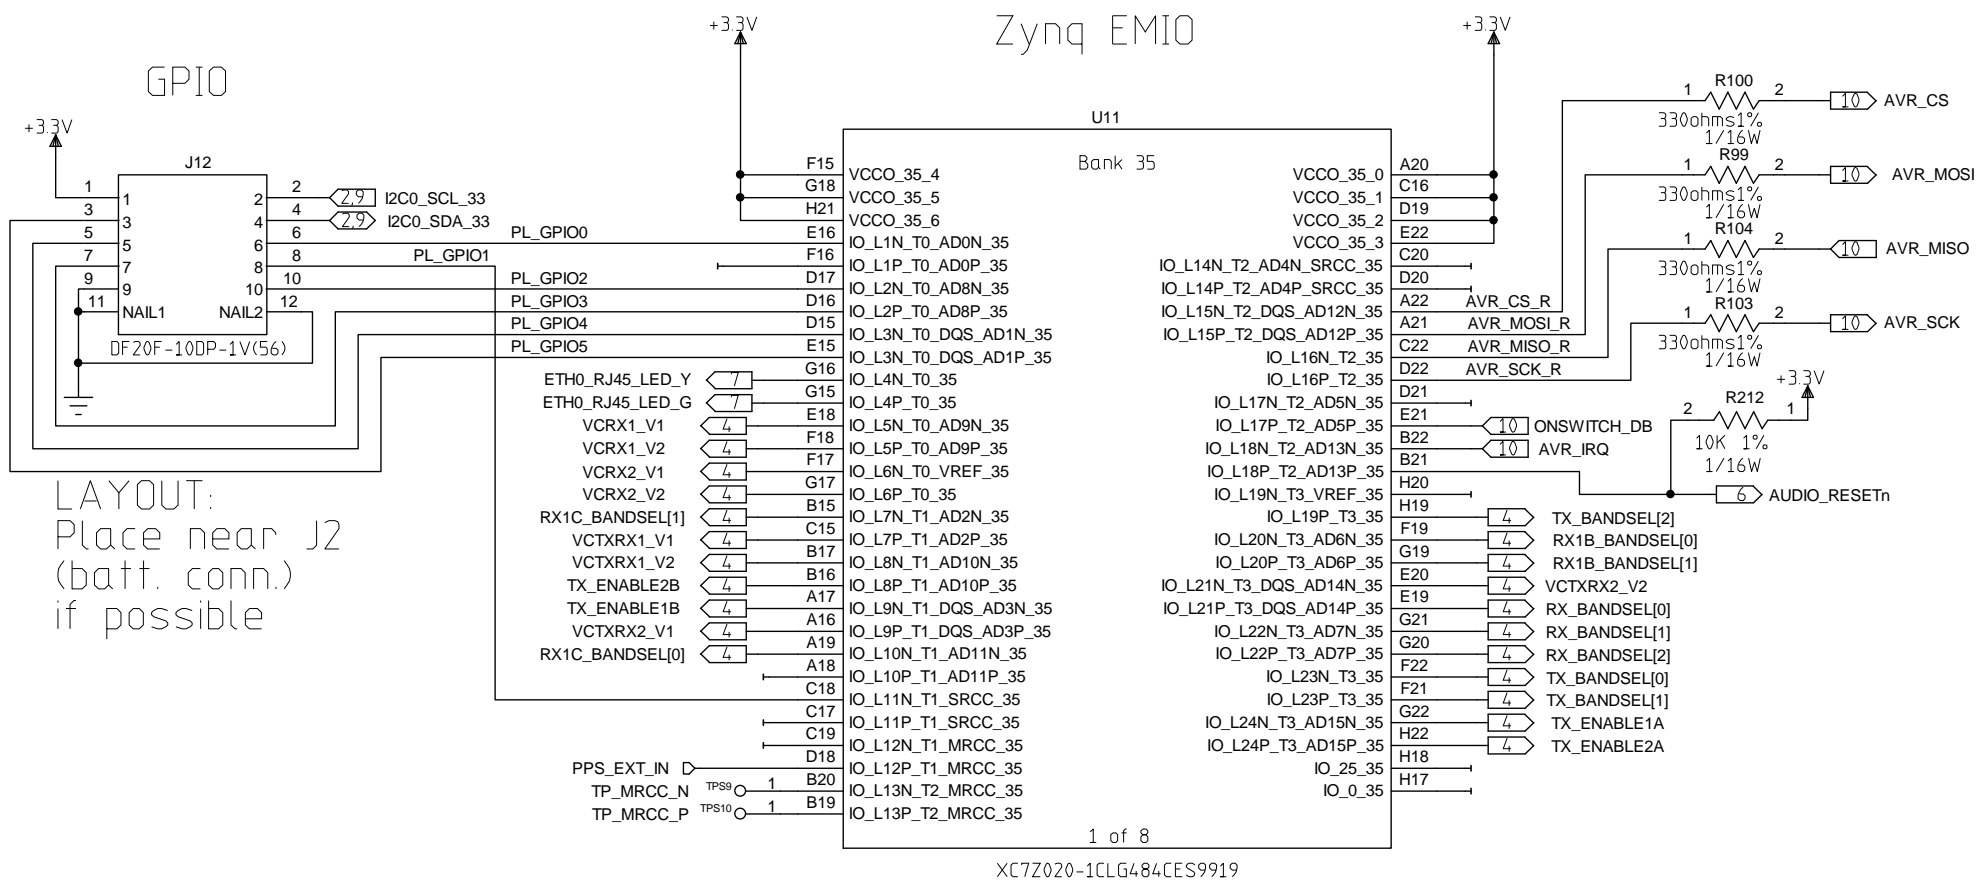 Zynq EMIO
GPIO
+3.3V
J12
1 1 2 2 2,9 I2C0_SCL_33
3 3 4 4 2,9 I2C0_SDA_33
5 5 6 6 PL_GPIO0
7 7 8 8 PL_GPIO1
9 9 10 10 PL_GPIO2
11 NAIL1 NAIL2 12 PL_GPIO3
PL_GPIO4
PL_GPIO5
DF20F-10DP-1V(56)
LAYOUT:
Place near J2
(batt. conn.)
if possible
+3.3V
+3.3V
U11
Bank 35
F15 VCCO_35_4
G18 VCCO_35_5
H21 VCCO_35_6
E16 IO_L1N_T0_AD0N_35
F16 IO_L1P_T0_AD0P_35
D17 IO_L2N_T0_AD8N_35
D16 IO_L2P_T0_AD8P_35
D15 IO_L3N_T0_DQS_AD1N_35
E15 IO_L3N_T0_DQS_AD1P_35
ETH0_RJ45_LED_Y 7 G16 IO_L4N_T0_35
ETH0_RJ45_LED_G 7 G15 IO_L4P_T0_35
VCRX1_V1 4 E18 IO_L5N_T0_AD9N_35
VCRX1_V2 4 F18 IO_L5P_T0_AD9P_35
VCRX2_V1 4 F17 IO_L6N_T0_VREF_35
VCRX2_V2 4 G17 IO_L6P_T0_35
RX1C_BANDSEL[1] 4 B15 IO_L7N_T1_AD2N_35
VCTXRX1_V1 4 C15 IO_L7P_T1_AD2P_35
VCTXRX1_V2 4 B17 IO_L8N_T1_AD10N_35
TX_ENABLE2B 4 B16 IO_L8P_T1_AD10P_35
TX_ENABLE1B 4 A17 IO_L9N_T1_DQS_AD3N_35
VCTXRX2_V1 4 A16 IO_L9P_T1_DQS_AD3P_35
RX1C_BANDSEL[0] 4 A19 IO_L10N_T1_AD11N_35
A18 IO_L10P_T1_AD11P_35
C18 IO_L11N_T1_SRCC_35
C17 IO_L11P_T1_SRCC_35
C19 IO_L12N_T1_MRCC_35
PPS_EXT_IN D18 IO_L12P_T1_MRCC_35
TP_MRCC_N TPS9 1 B20 IO_L13N_T2_MRCC_35
TP_MRCC_P TPS10 1 B19 IO_L13P_T2_MRCC_35
VCCO_35_0 A20
VCCO_35_1 C16
VCCO_35_2 D19
VCCO_35_3 E22
IO_L14N_T2_AD4N_SRCC_35 C20
IO_L14P_T2_AD4P_SRCC_35 D20
IO_L15N_T2_DQS_AD12N_35 A22 AVR_CS_R
IO_L15P_T2_DQS_AD12P_35 A21 AVR_MOSI_R
IO_L16N_T2_35 C22 AVR_MISO_R
IO_L16P_T2_35 D22 AVR_SCK_R
IO_L17N_T2_AD5N_35 D21
IO_L17P_T2_AD5P_35 E21 10 ONSWITCH_DB
IO_L18N_T2_AD13N_35 B22 10 AVR_IRQ
IO_L18P_T2_AD13P_35 B21
IO_L19N_T3_VREF_35 H20 6 AUDIO_RESETn
IO_L19P_T3_35 H19 4 TX_BANDSEL[2]
IO_L20N_T3_AD6N_35 F19 4 RX1B_BANDSEL[0]
IO_L20P_T3_AD6P_35 G19 4 RX1B_BANDSEL[1]
IO_L21N_T3_DQS_AD14N_35 E20 4 VCTXRX2_V2
IO_L21P_T3_DQS_AD14P_35 E19 4 RX_BANDSEL[0]
IO_L22N_T3_AD7N_35 G21 4 RX_BANDSEL[1]
IO_L22P_T3_AD7P_35 G20 4 RX_BANDSEL[2]
IO_L23N_T3_35 F22 4 TX_BANDSEL[0]
IO_L23P_T3_35 F21 4 TX_BANDSEL[1]
IO_L24N_T3_AD15N_35 G22 4 TX_ENABLE1A
IO_L24P_T3_AD15P_35 H22 4 TX_ENABLE2A
IO_25_35 H18
IO_0_35 H17
1 of 8
XC7Z020-1CLG484CES9919
R100
1 2 10 AVR_CS
330ohms1%
1/16W
R99
1 2 10 AVR_MOSI
330ohms1%
1/16W
R104
1 2 10 AVR_MISO
330ohms1%
1/16W
R103
1 2 10 AVR_SCK
330ohms1%
1/16W
+3.3V
R212
2 1
10K 1%
1/16W